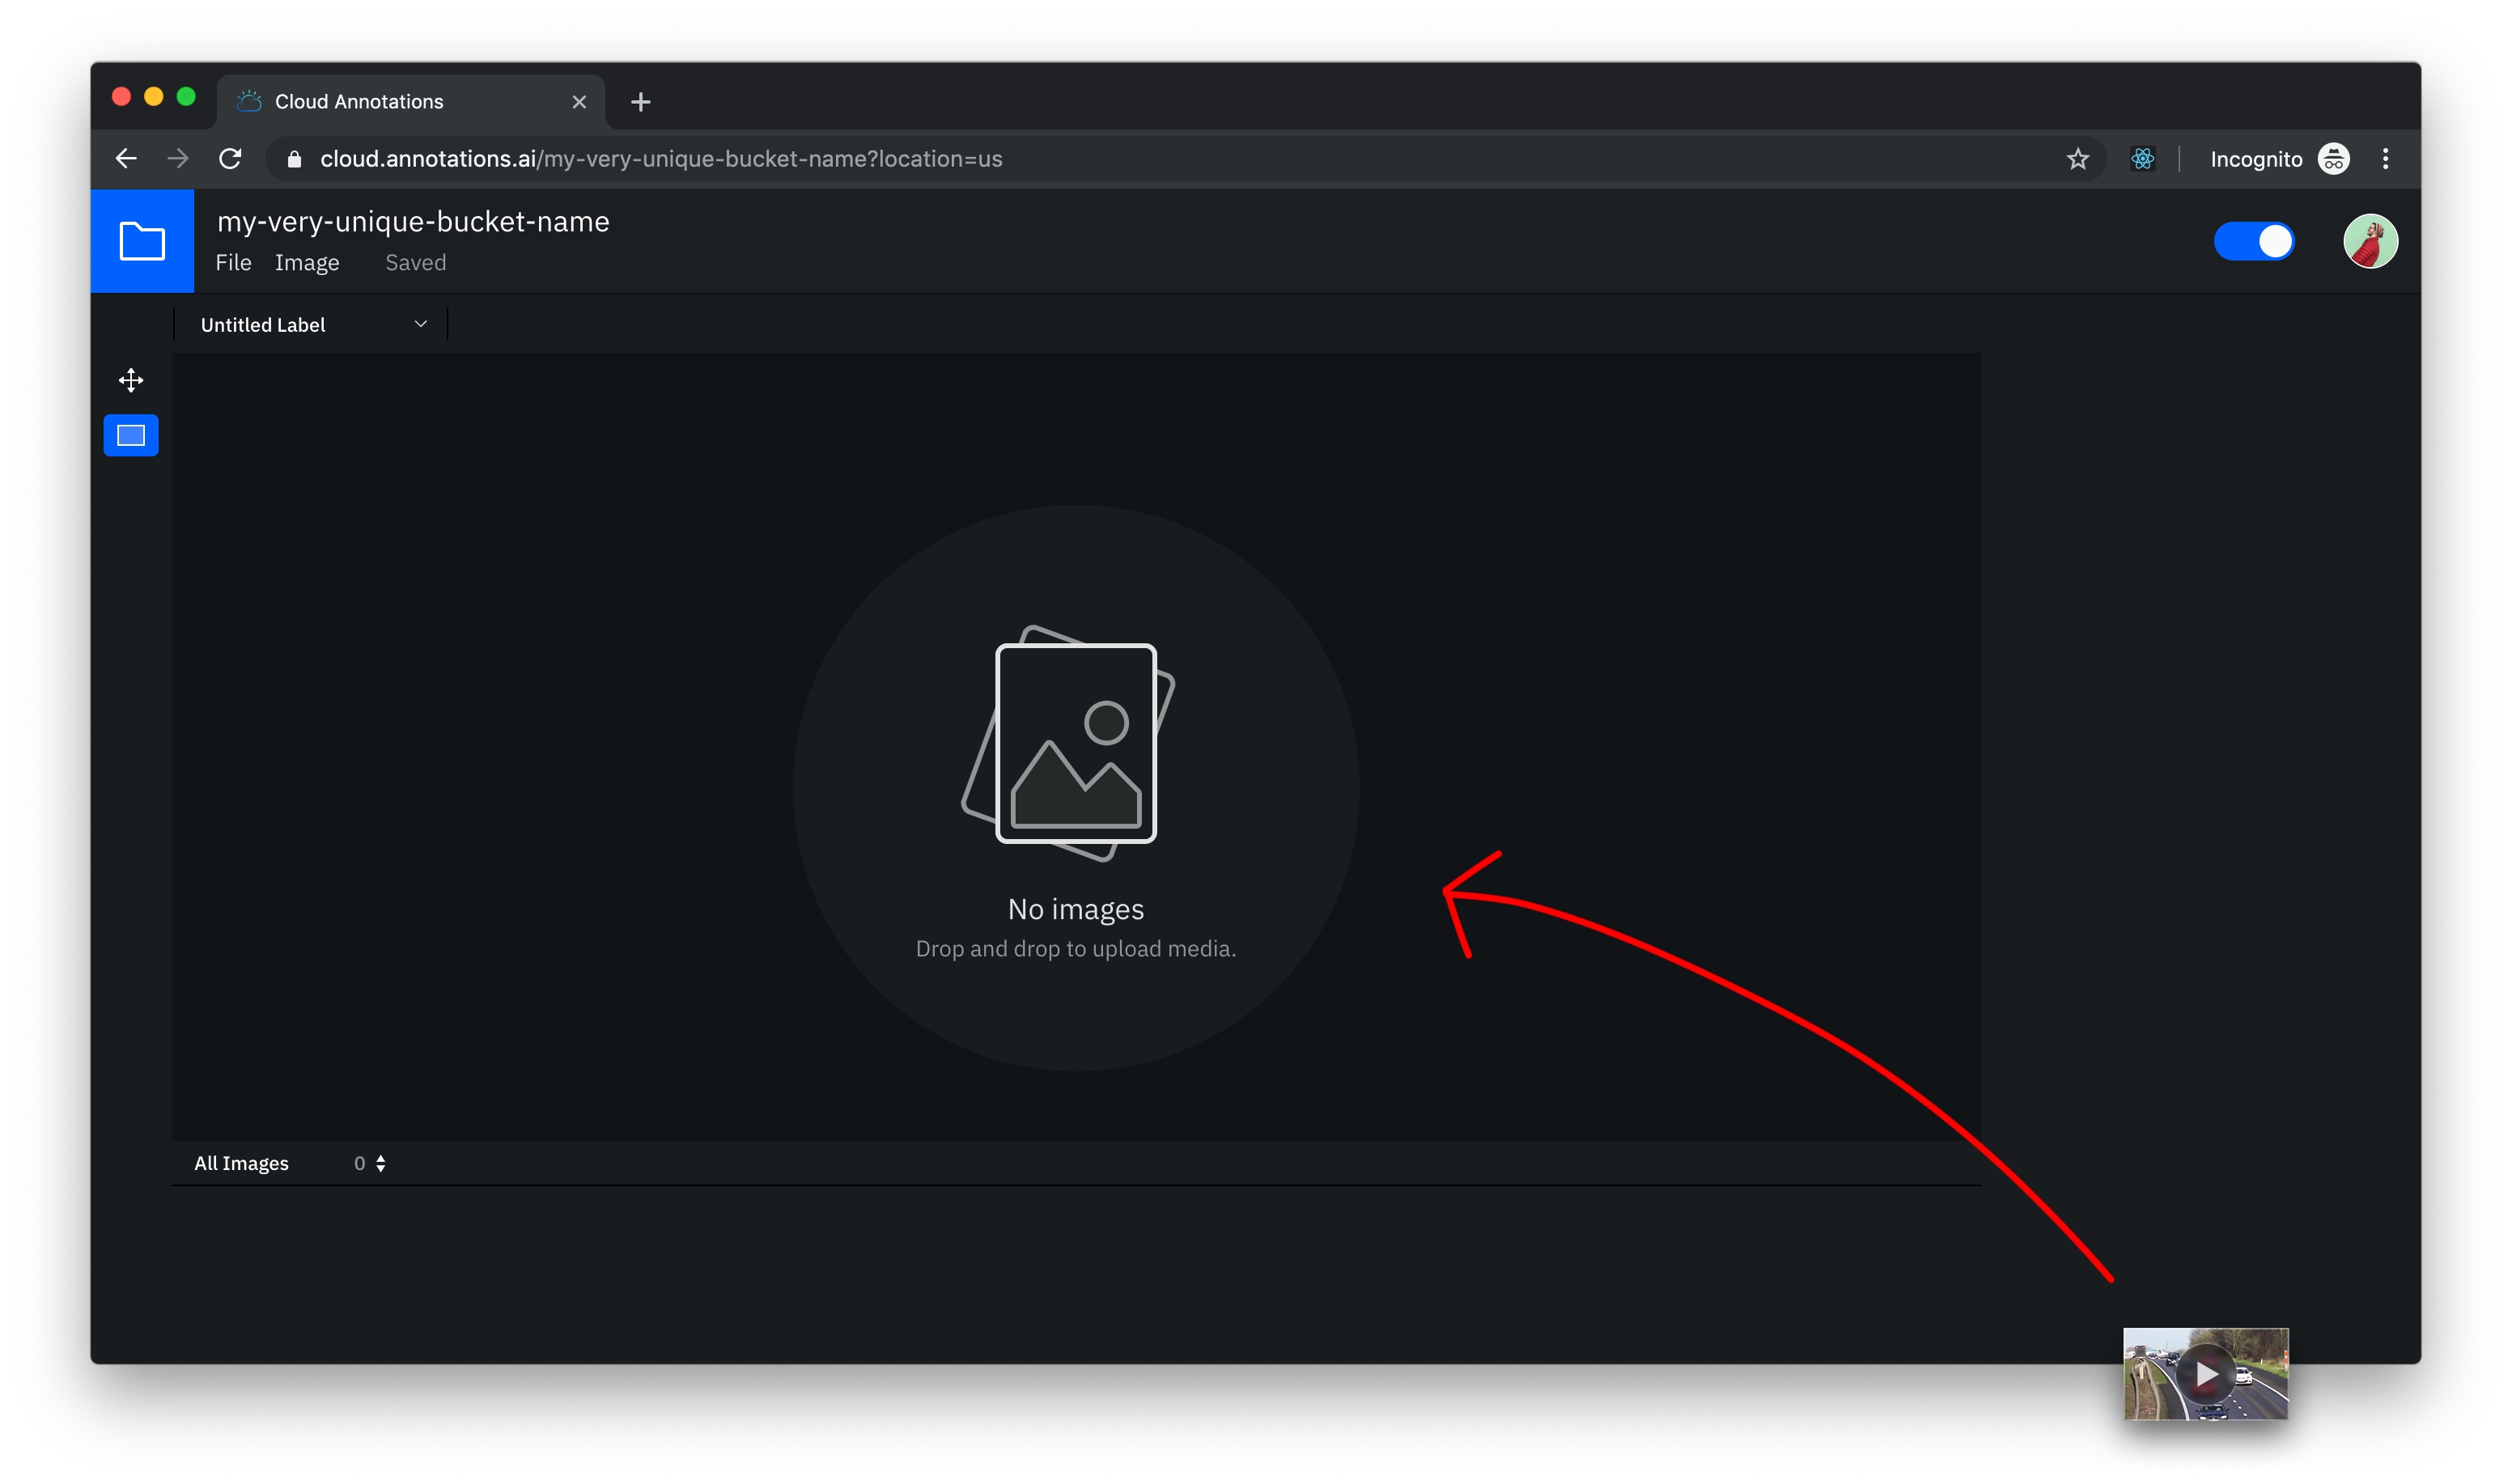 Cloud Annotations
cloud.annotations.ai/my-very-unique-bucket-name?location=us
Incognito
my-very-unique-bucket-name
File Image Saved
Untitled Label
No images
Drop and drop to upload media.
All Images 0